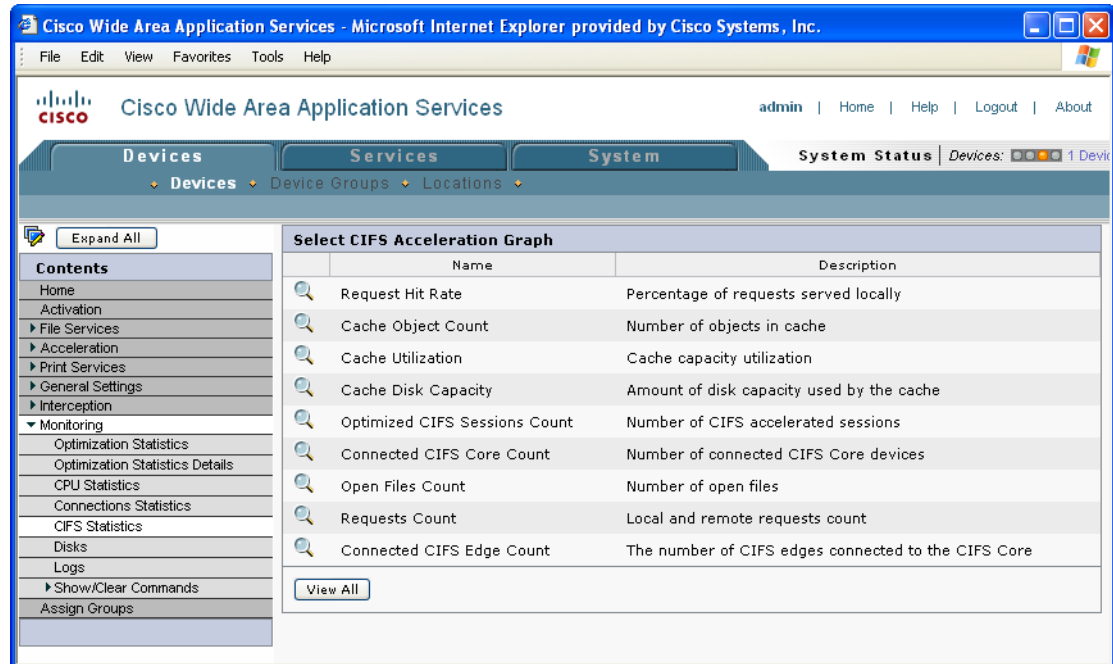 Cisco Wide Area Application Services - Microsoft Internet Explorer provided by Cisco Systems, Inc.
File Edit View Favorites Tools Help
CISCO
Cisco Wide Area Application Services
admin | Home | Help | Logout | About
Devices Services System
System Status | Devices: 1 Devic
Devices Device Groups Locations
Expand All
Contents
Home
Activation
File Services
Acceleration
Print Services
General Settings
Interception
Monitoring
Optimization Statistics
Optimization Statistics Details
CPU Statistics
Connections Statistics
CIFS Statistics
Disks
Logs
Show/Clear Commands
Assign Groups
Select CIFS Acceleration Graph
Name Description
Request Hit Rate Percentage of requests served locally
Cache Object Count Number of objects in cache
Cache Utilization Cache capacity utilization
Cache Disk Capacity Amount of disk capacity used by the cache
Optimized CIFS Sessions Count Number of CIFS accelerated sessions
Connected CIFS Core Count Number of connected CIFS Core devices
Open Files Count Number of open files
Requests Count Local and remote requests count
Connected CIFS Edge Count The number of CIFS edges connected to the CIFS Core
View All